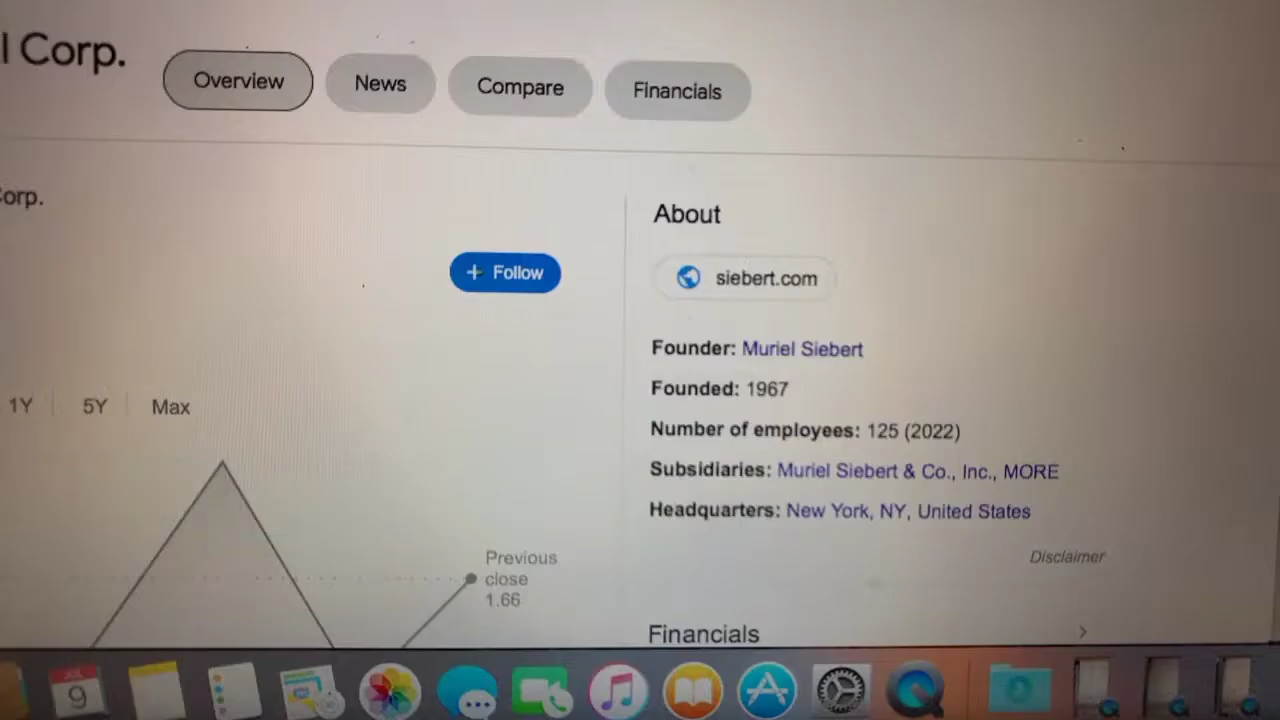 l Corp.
Overview
News
Compare
Financials
Corp.
+ Follow
1Y
5Y
Max
Previous
close
1.66
About
siebert.com
Founder: Muriel Siebert
Founded: 1967
Number of employees: 125 (2022)
Subsidiaries: Muriel Siebert & Co., Inc., MORE
Headquarters: New York, NY, United States
Disclaimer
Financials
JUL
9